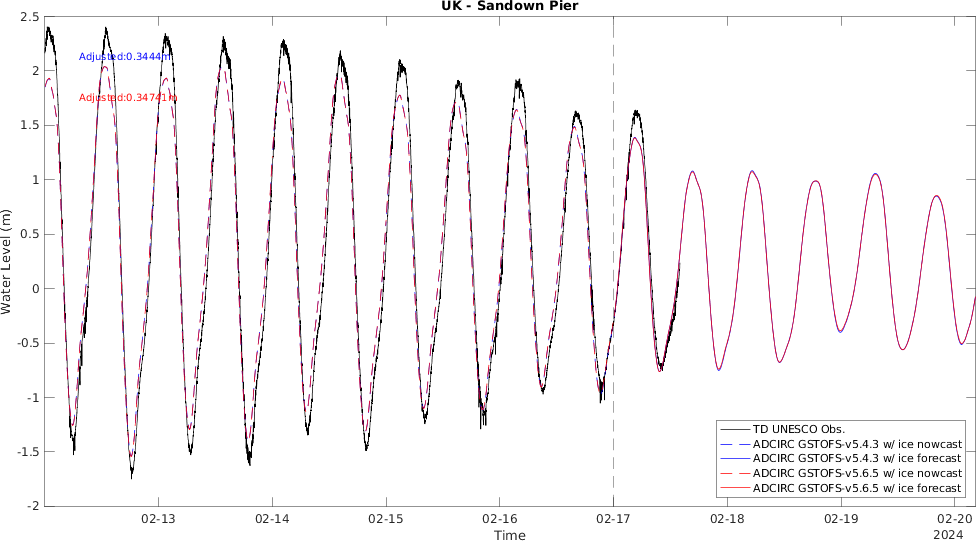 UK - Sandown Pier
2.5
2
1.5
1
0.5
0
-0.5
-1
-1.5
-2
Water Level (m)
Adjusted:0.3444m
Adjusted:0.34741m
TD UNESCO Obs.
ADCIRC GSTOFS-v5.4.3 w/ ice nowcast
ADCIRC GSTOFS-v5.4.3 w/ ice forecast
ADCIRC GSTOFS-v5.6.5 w/ ice nowcast
ADCIRC GSTOFS-v5.6.5 w/ ice forecast
02-13 02-14 02-15 02-16 02-17 02-18 02-19 02-20
Time
2024